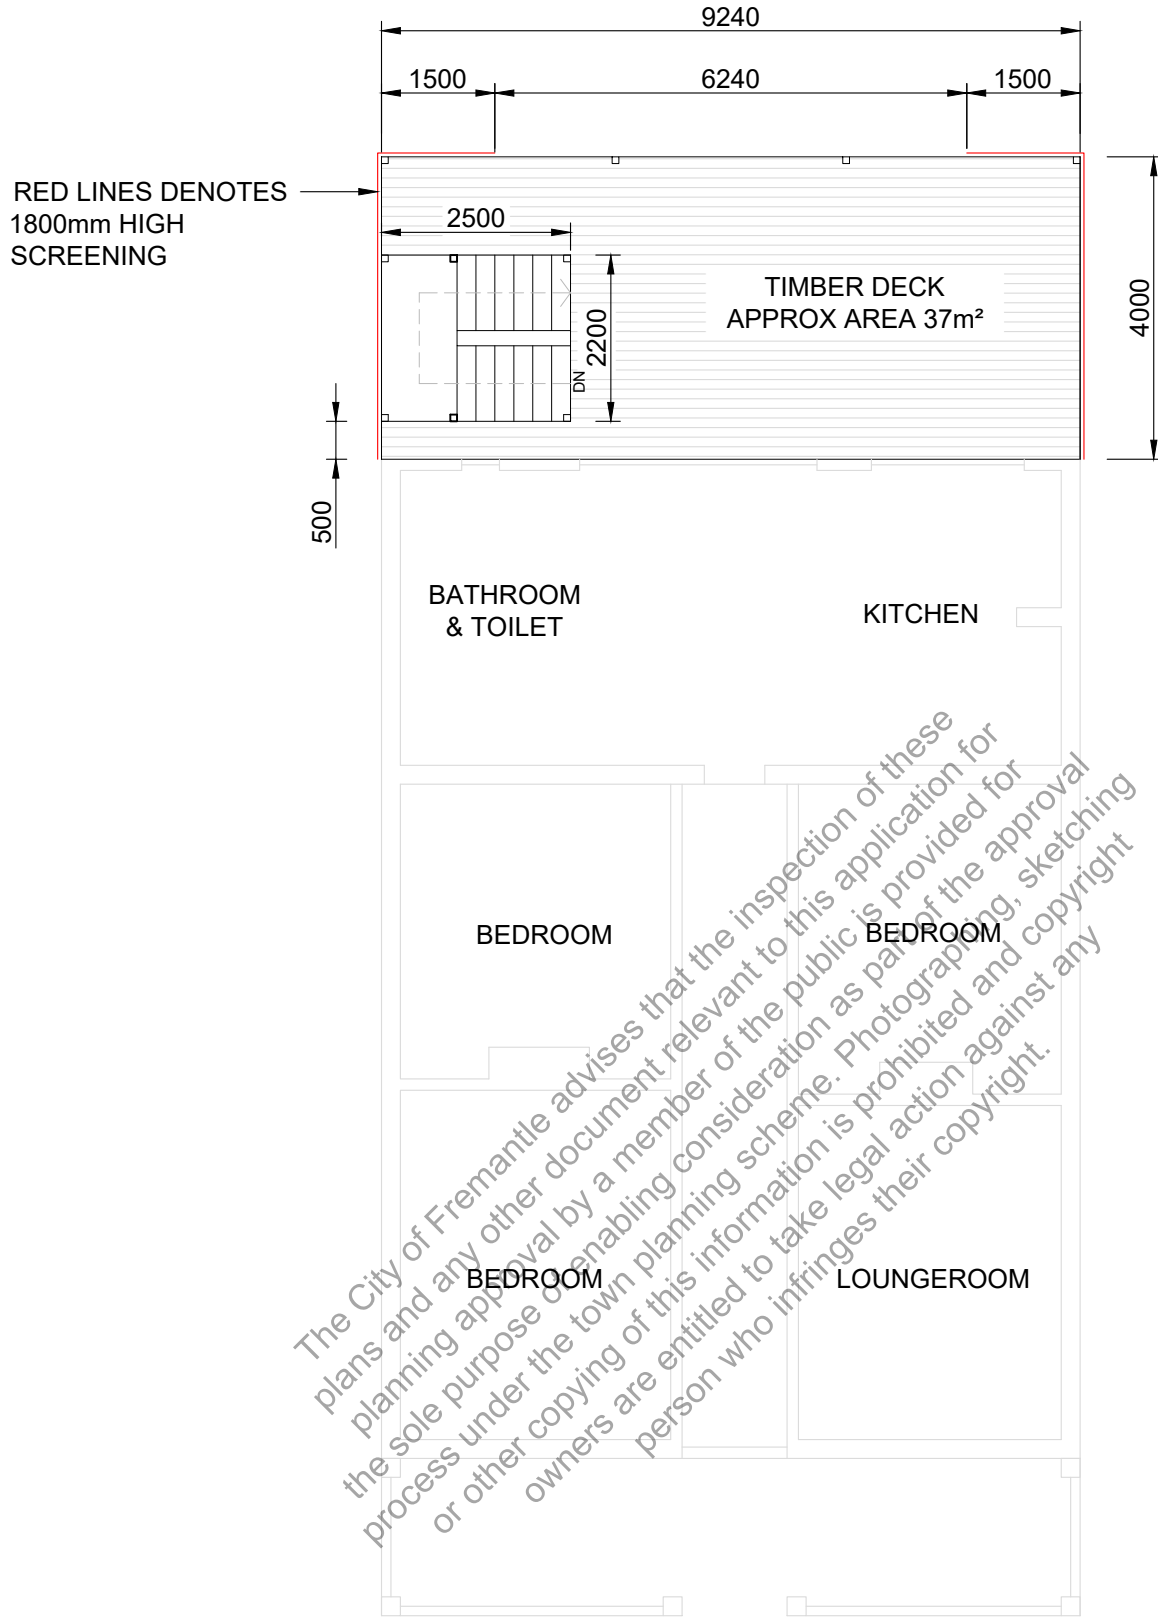 9240
1500
6240
1500
RED LINES DENOTES
1800mm HIGH
SCREENING
2500
TIMBER DECK
APPROX AREA 37m²
2200
4000
DN
500
BATHROOM
& TOILET
KITCHEN
BEDROOM
BEDROOM
BEDROOM
LOUNGEROOM
The City of Fremantle advises that the inspection of these
plans and any other document relevant to this application for
planning approval by a member of the public is provided for
the sole purpose of enabling consideration as part of the approval
process under the town planning scheme. Photographing, sketching
or other copying of this information is prohibited and copyright
owners are entitled to take legal action against any
person who infringes their copyright.